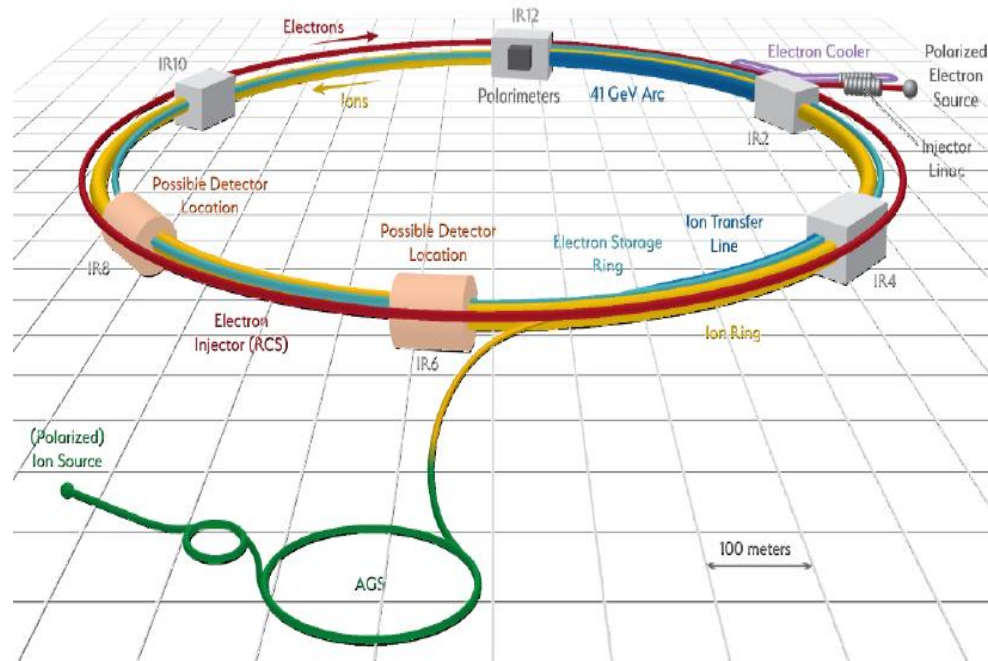 IR12
Electrons
IR10
Electron Cooler
Polarized
Electron
Source
Ions
Polarimeters
41 GeV Arc
IR2
Injector
Linac
Possible Detector
Location
Possible Detector
Location
Ion Transfer
Line
Electron Storage
Ring
IR8
IR4
Electron
Injector (RCS)
Ion Ring
IR6
(Polarized)
Ion Source
100 meters
AGS